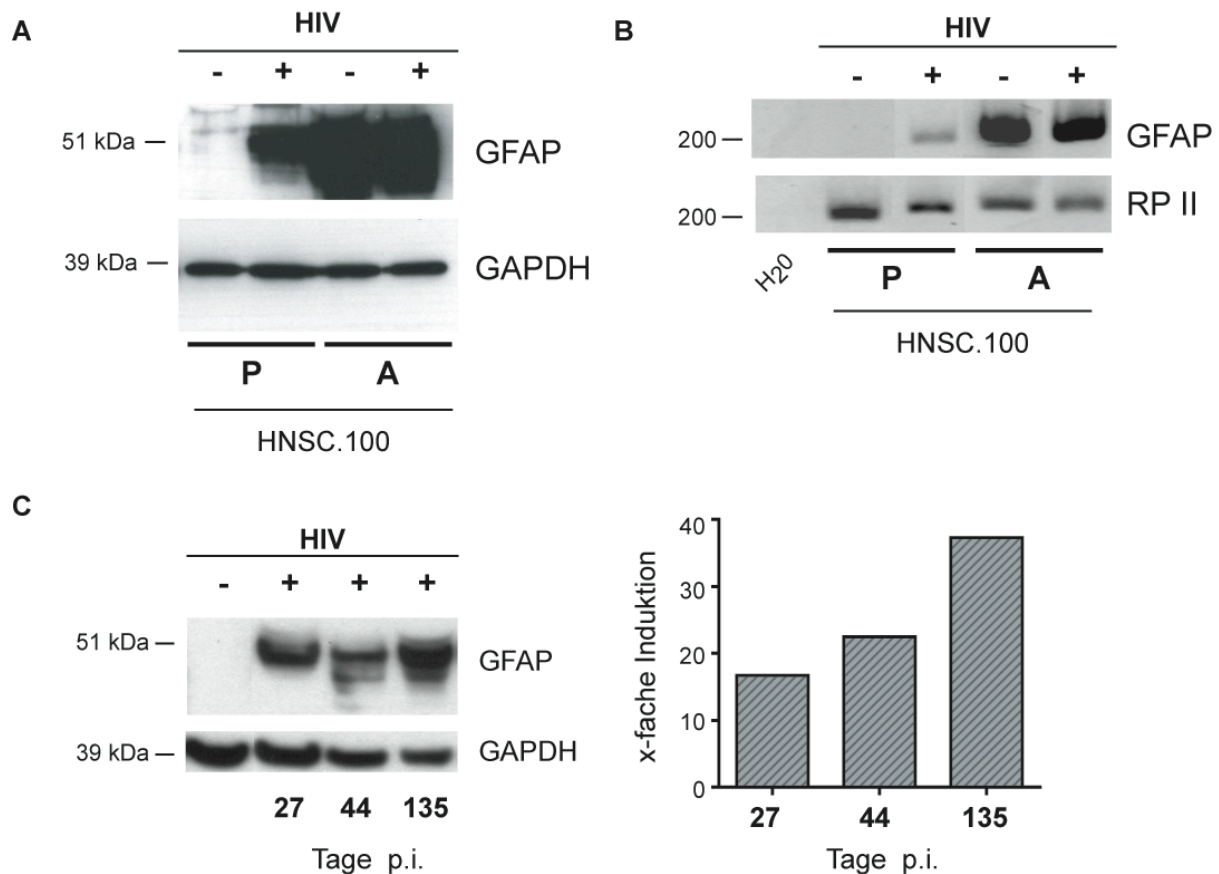 A
HIV
- + - +
51 kDa
GFAP
39 kDa
GAPDH
P A
HNSC.100
B
HIV
- + - +
200
GFAP
200
RP II
H20
P A
HNSC.100
C
HIV
- + + +
51 kDa
GFAP
39 kDa
GAPDH
27 44 135
Tage p.i.
x-fache Induktion
40
30
20
10
0
27 44 135
Tage p.i.